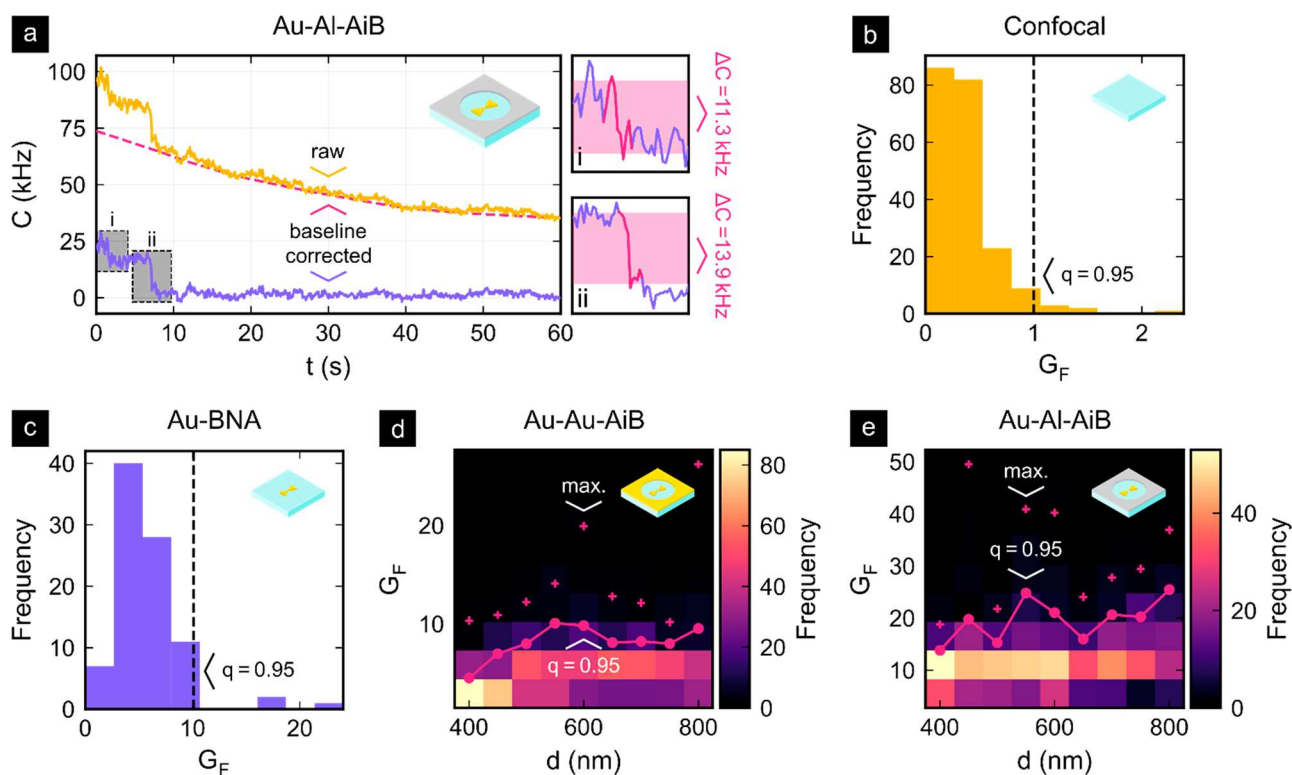 a
Au-Al-AiB
100
75
50
25
0
C (kHz)
raw
baseline
corrected
i
ii
0
10
20
30
40
50
60
t (s)
i
ΔC = 11.3 kHz
ii
ΔC = 13.9 kHz
b
Confocal
80
60
40
20
0
Frequency
q = 0.95
0
1
2
G_F
c
Au-BNA
40
30
20
10
0
Frequency
q = 0.95
0
10
20
G_F
d
Au-Au-AiB
20
10
G_F
max.
q = 0.95
400
600
800
d (nm)
80
60
40
20
0
Frequency
e
Au-Al-AiB
50
40
30
20
10
G_F
max.
q = 0.95
400
600
800
d (nm)
40
20
0
Frequency